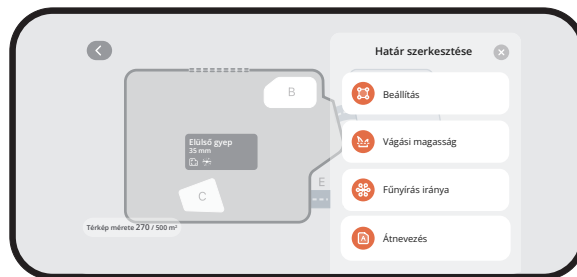 Határ szerkesztése
B
Beállítás
Elülső gyep
35 mm
Vágási magasság
E
C
Fűnyírás iránya
Térkép mérete 270 / 500 m²
A
Átnevezés